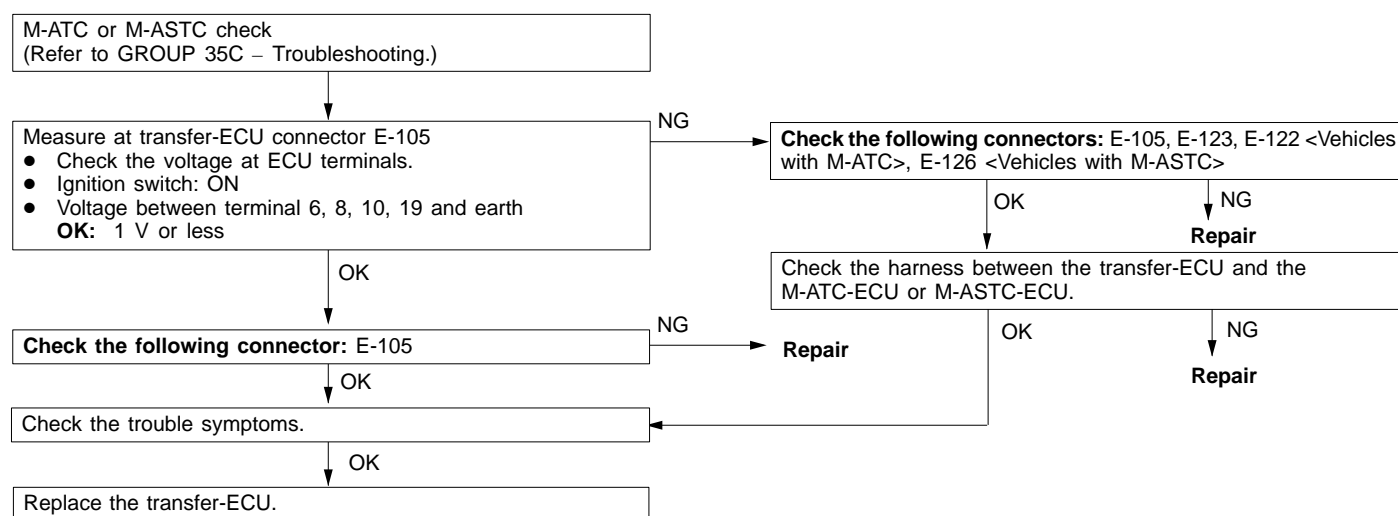 M-ATC or M-ASTC check
(Refer to GROUP 35C – Troubleshooting.)
Measure at transfer-ECU connector E-105
● Check the voltage at ECU terminals.
● Ignition switch: ON
● Voltage between terminal 6, 8, 10, 19 and earth
OK: 1 V or less
NG
Check the following connectors: E-105, E-123, E-122 <Vehicles
with M-ATC>, E-126 <Vehicles with M-ASTC>
OK
NG
Repair
OK
Check the harness between the transfer-ECU and the
M-ATC-ECU or M-ASTC-ECU.
Check the following connector: E-105
NG
Repair
OK
NG
Repair
OK
Check the trouble symptoms.
OK
Replace the transfer-ECU.